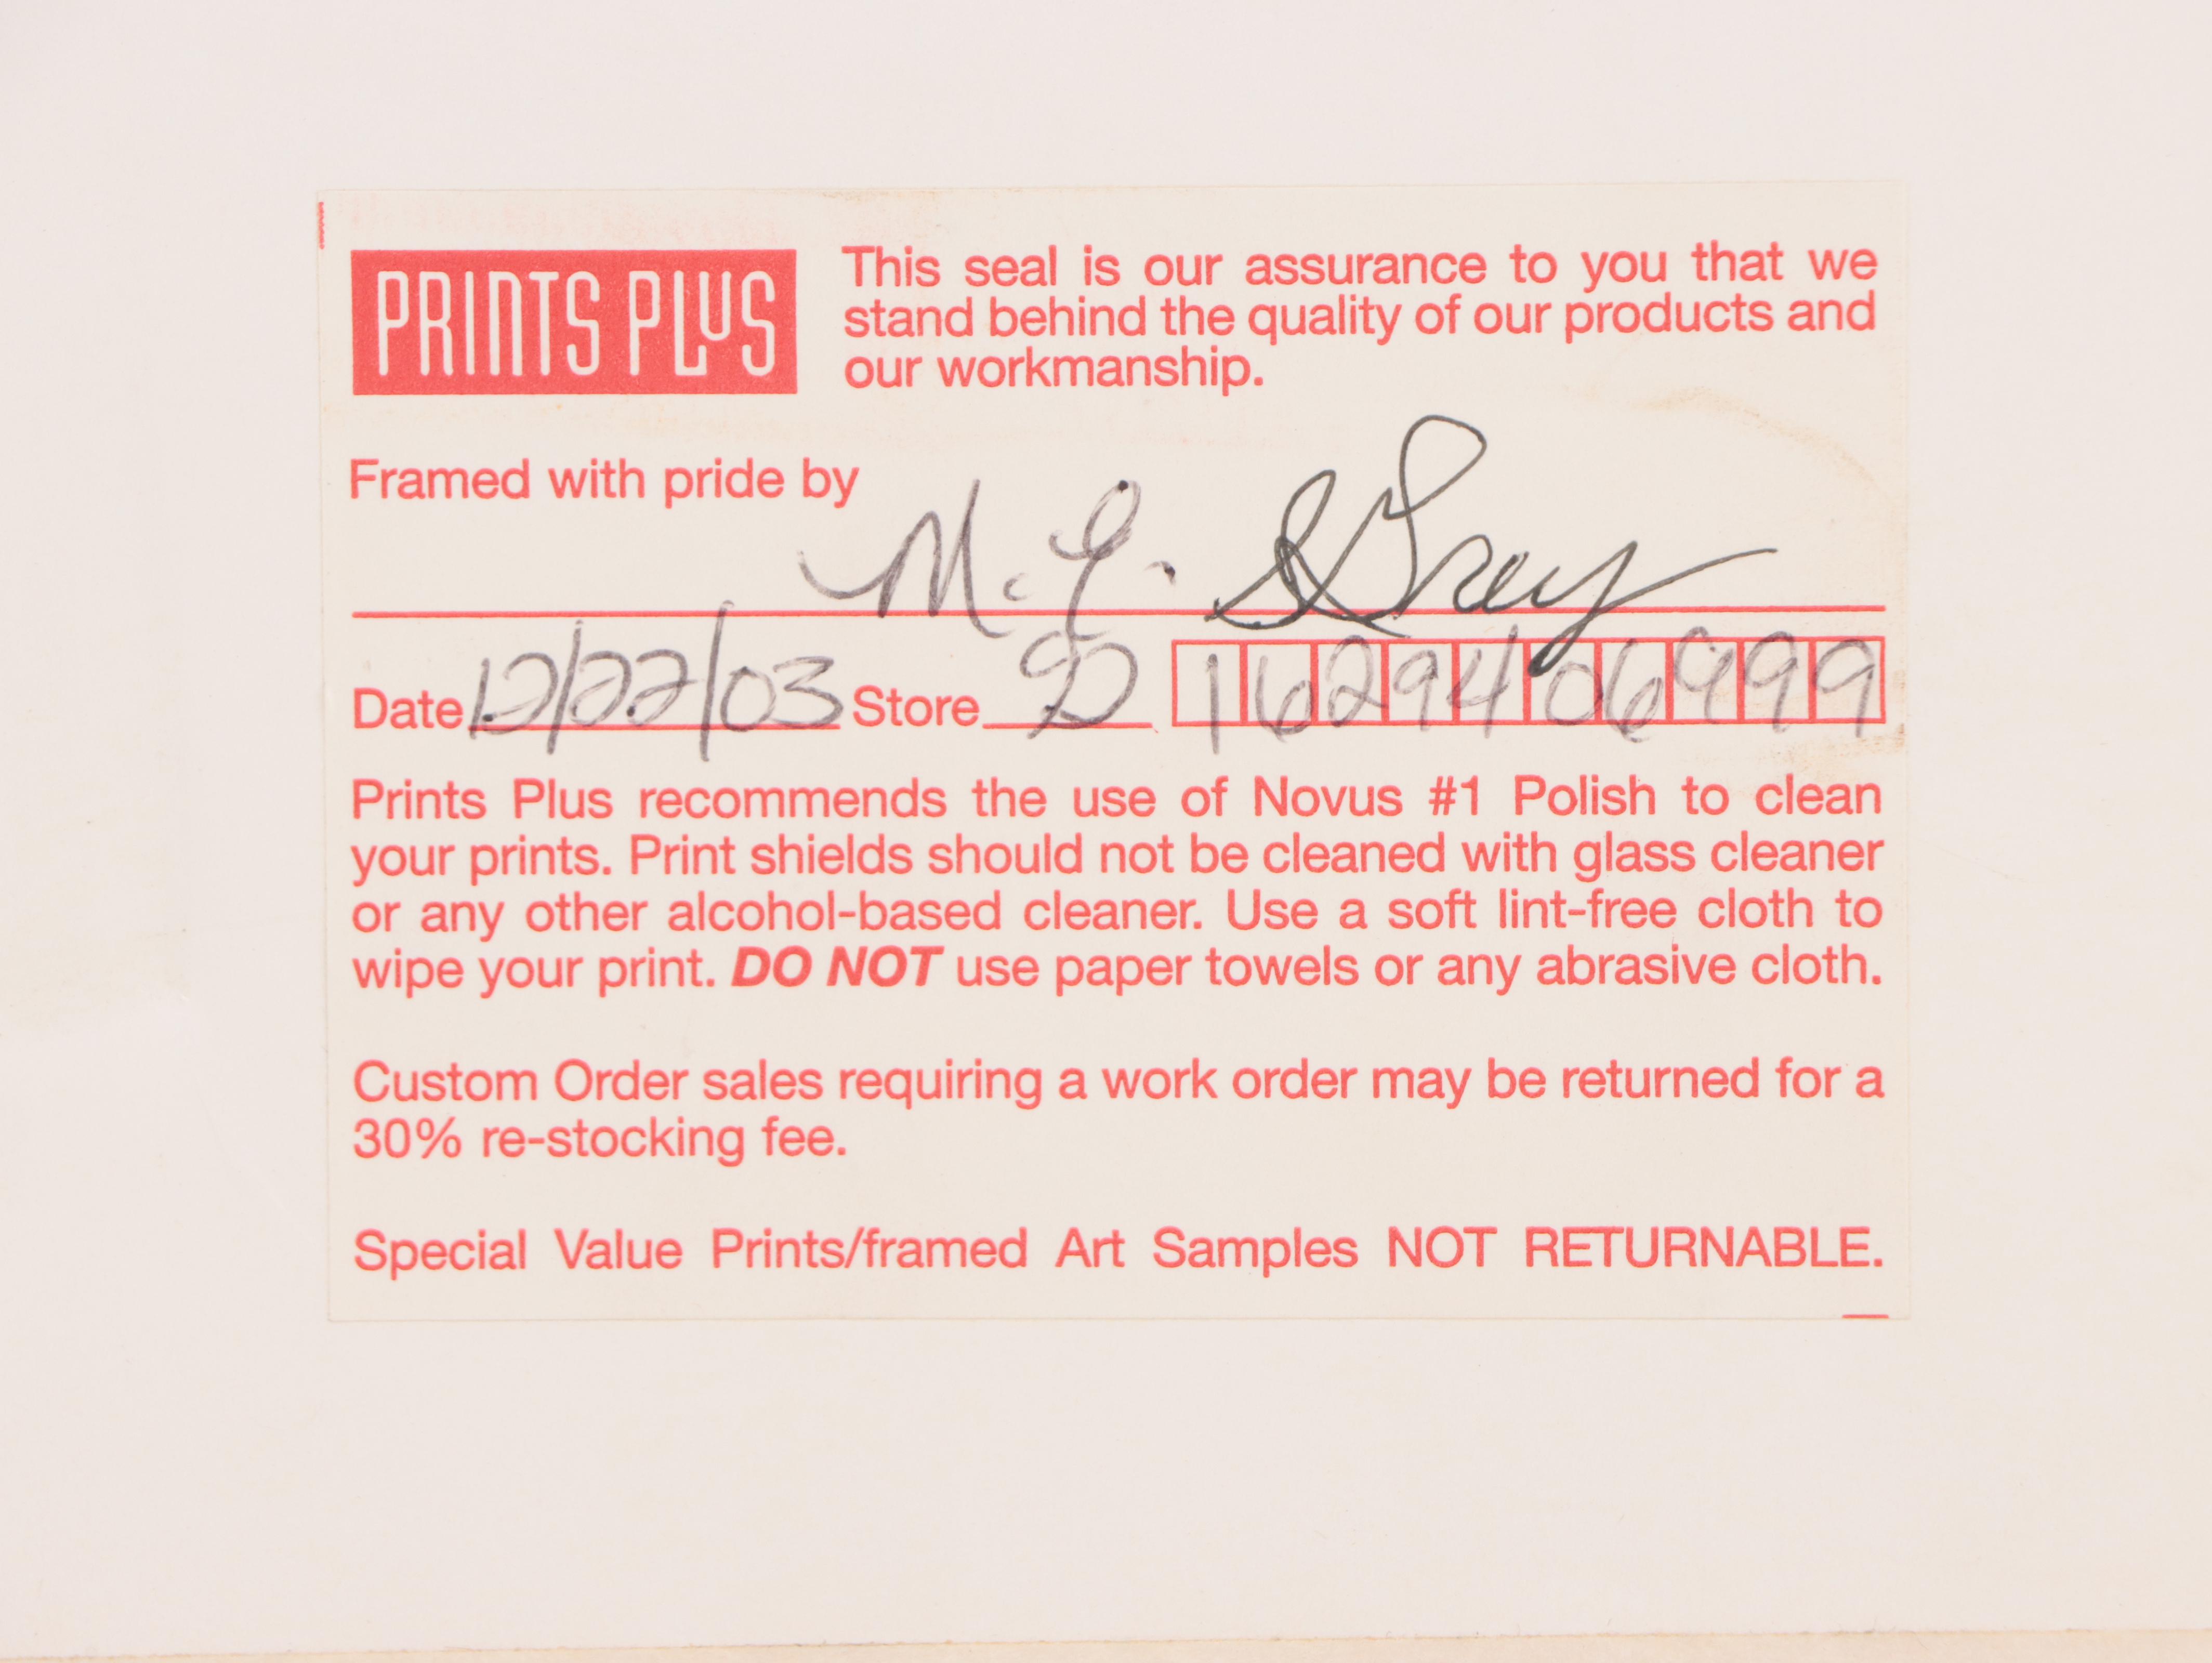 PRINTS PLUS
This seal is our assurance to you that we
stand behind the quality of our products and
our workmanship.
Framed with pride by
M. Gray
Date 12/22/03 Store 1629406999
Prints Plus recommends the use of Novus #1 Polish to clean
your prints. Print shields should not be cleaned with glass cleaner
or any other alcohol-based cleaner. Use a soft lint-free cloth to
wipe your print. DO NOT use paper towels or any abrasive cloth.
Custom Order sales requiring a work order may be returned for a
30% re-stocking fee.
Special Value Prints/framed Art Samples NOT RETURNABLE.